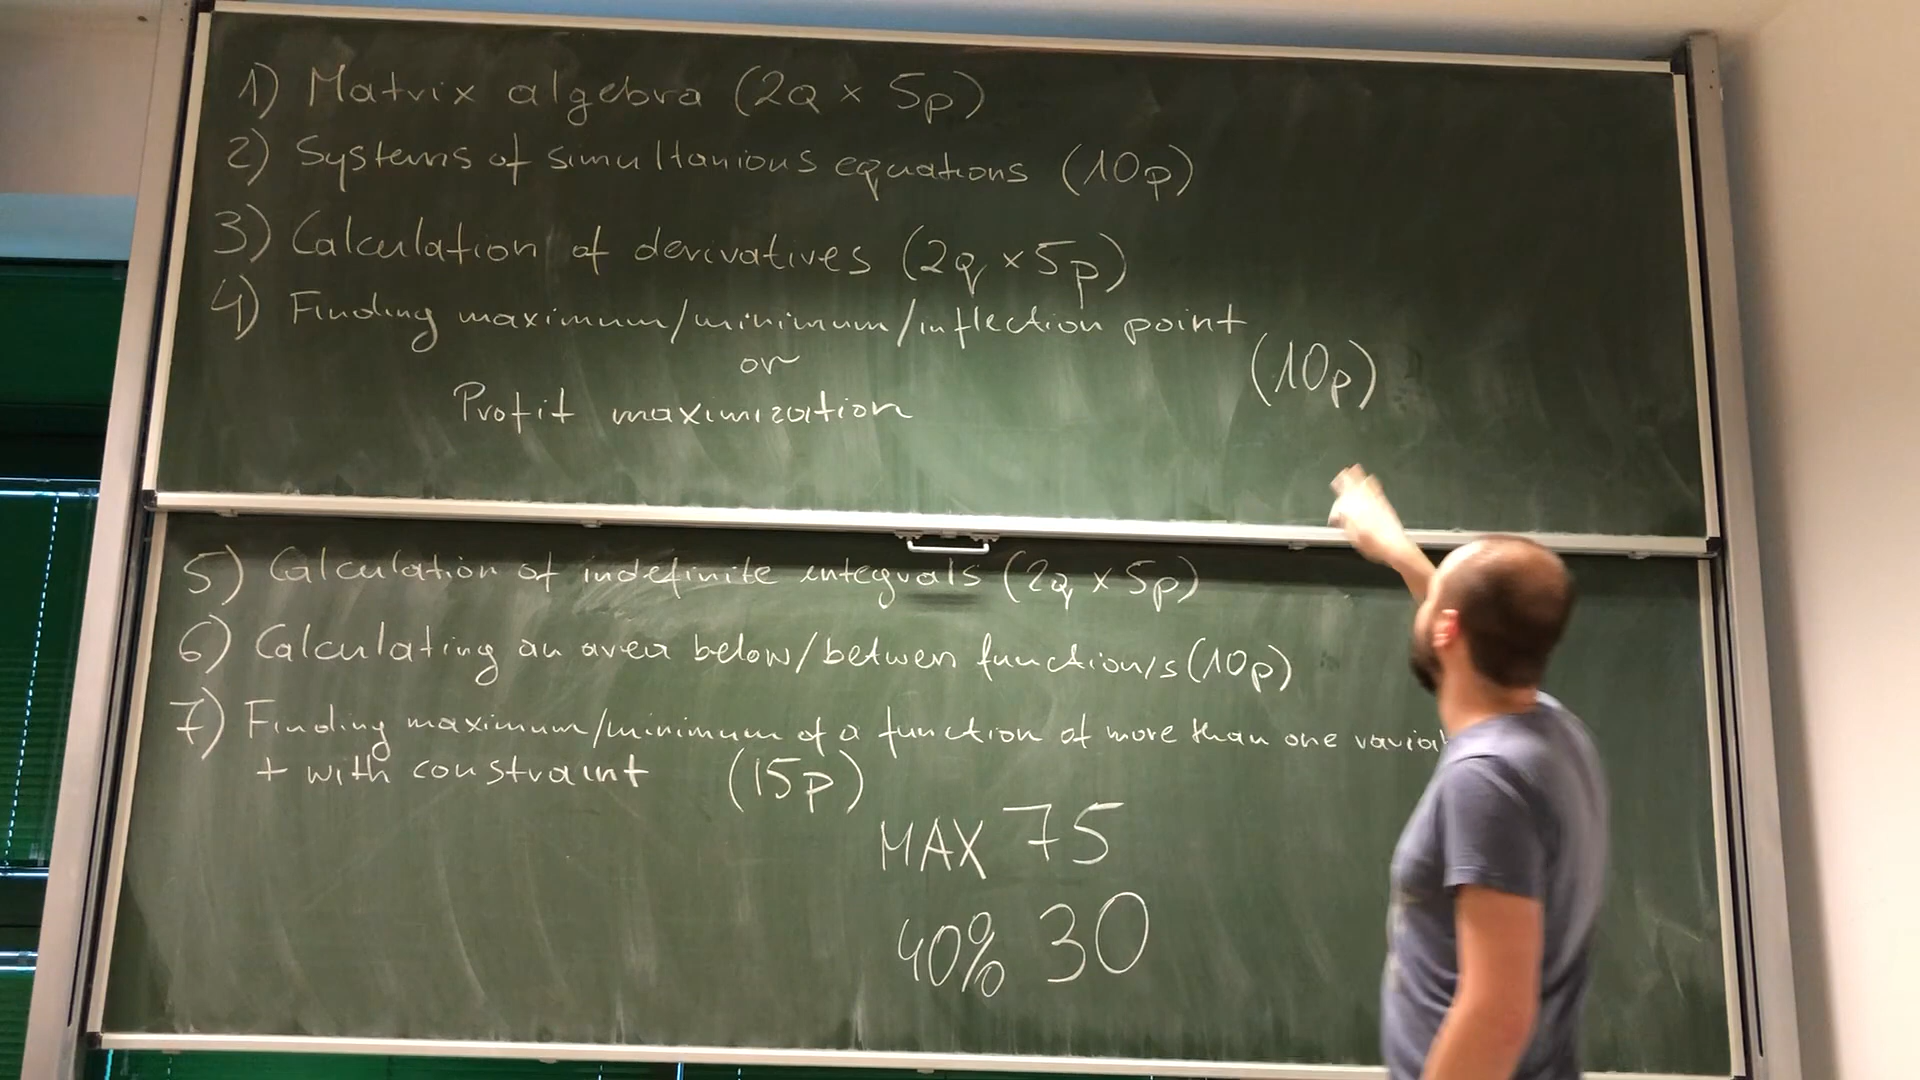 1) Matrix algebra (2Q x 5p)
2) Systems of simultanious equations (10p)
3) Calculation of derivatives (2q x 5p)
4) Finding maximum/minimum/inflection point
or
(10p)
Profit maximization
5) Calculation of indefinite integrals (2q x 5p)
6) Calculating an area below/betwen function/s (10p)
7) Finding maximum/minimum of a function of more than one
+ with constraint (15p)
MAX 75
40% 30